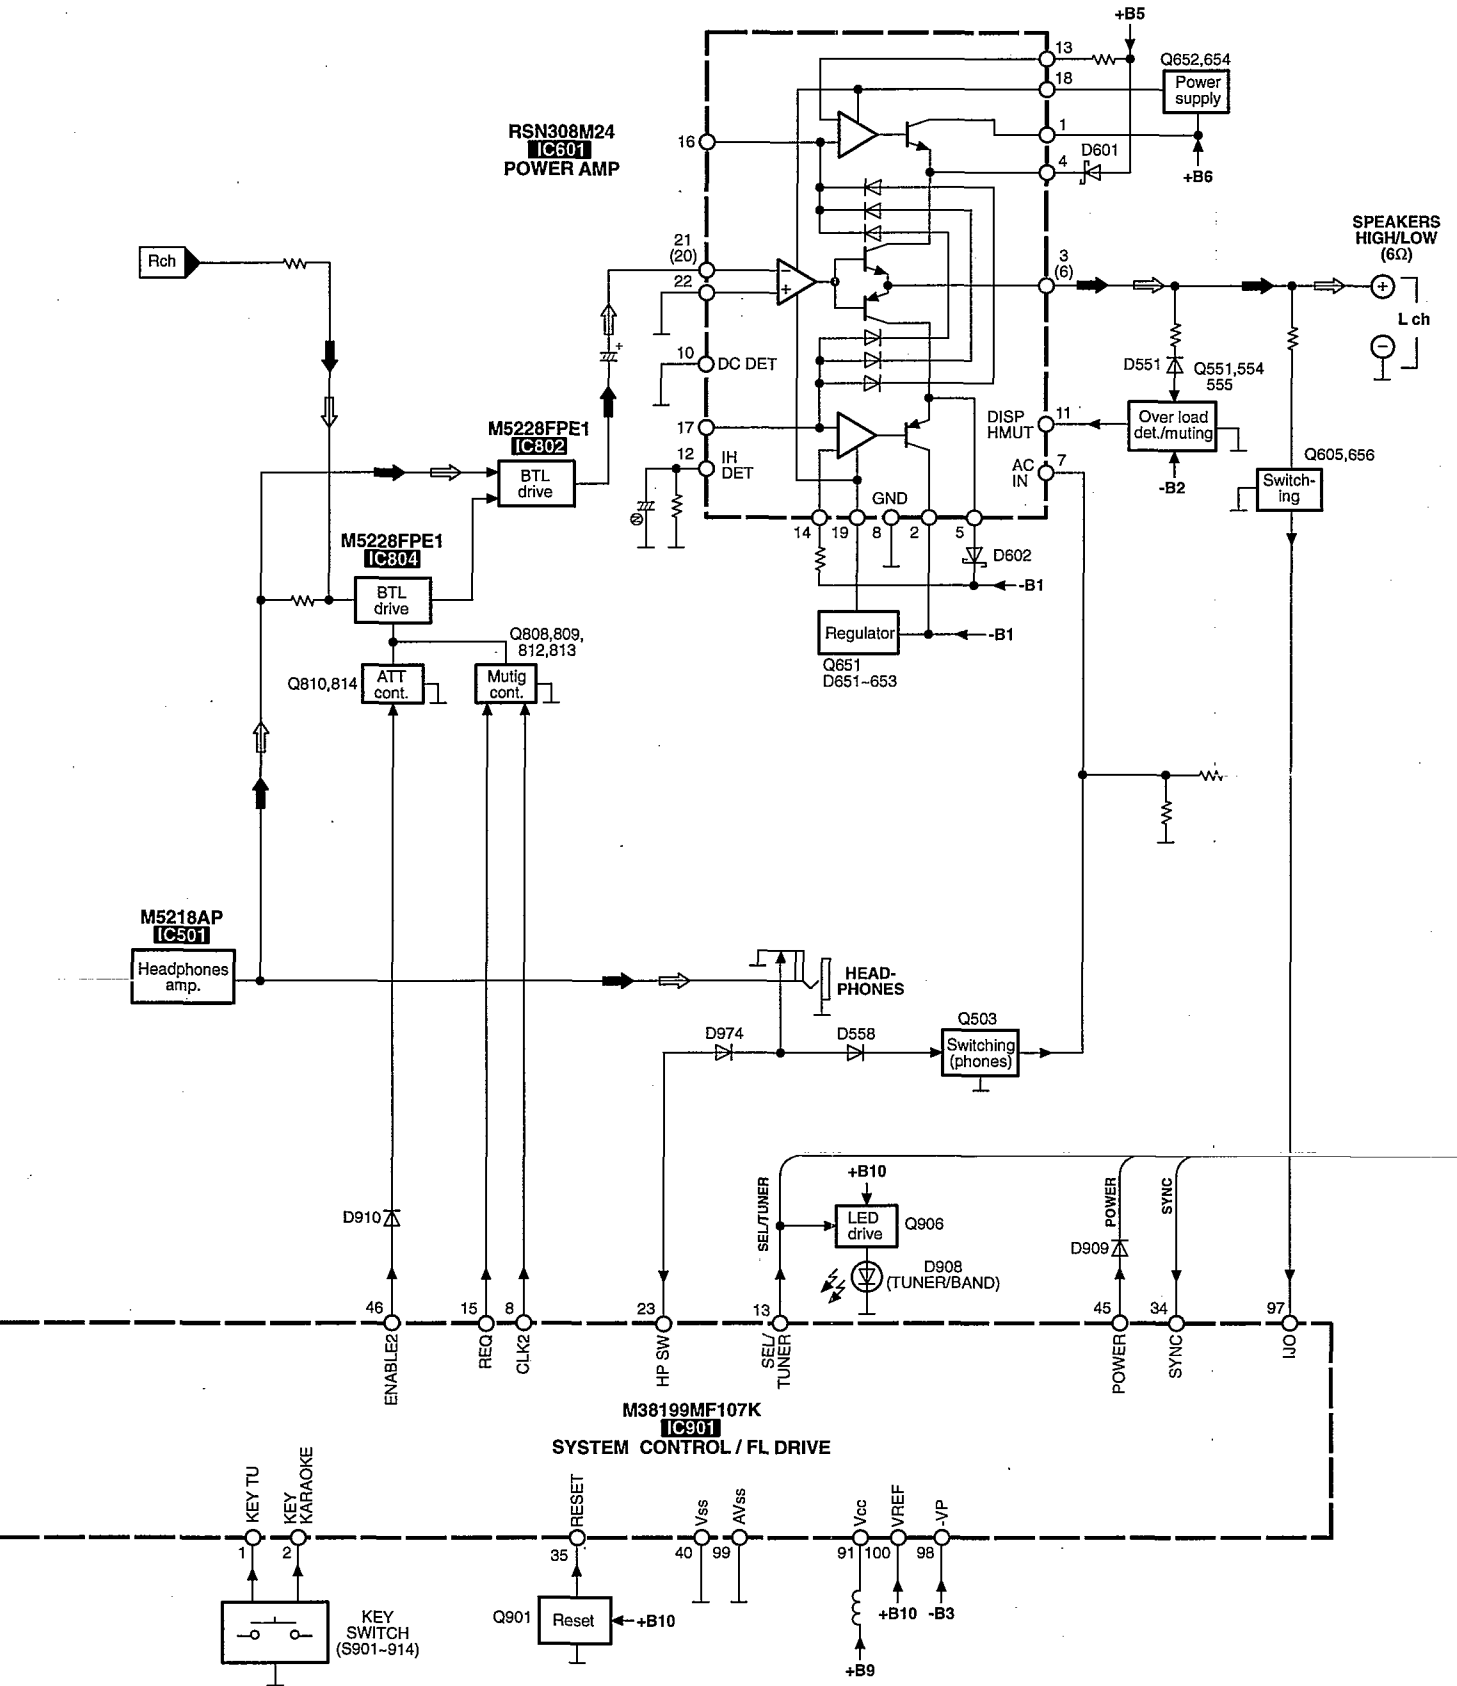 +B5
13
Q652,654
18
Power
supply
RSN308M24
IC601
POWER AMP
16
1
4
D601
+B6
SPEAKERS
HIGH/LOW
(6Ω)
Rch
21
(20)
22
3
(6)
+
−
L ch
−
+
+
10
DC DET
D551
Q551,554
555
Over load
det./muting
-B2
M5228FPE1
IC802
BTL
drive
17
12
IH
DET
DISP
HMUT
11
AC
IN
7
Q605,656
Switch-
ing
N
GND
14
19
8
2
5
D602
-B1
M5228FPE1
IC804
BTL
drive
Regulator
-B1
Q651
D651~653
Q808,809,
812,813
Q810,814
ATT
cont.
Mutig
cont.
M5218AP
IC501
Headphones
amp.
HEAD-
PHONES
D974
D558
Q503
Switching
(phones)
D910
SEL/TUNER
+B10
LED
drive
Q906
D908
(TUNER/BAND)
POWER
SYNC
D909
46
15
8
23
13
45
34
97
ENABLE2
REQ
CLK2
HP SW
SEL/
TUNER
POWER
SYNC
IJO
M38199MF107K
IC901
SYSTEM CONTROL / FL DRIVE
KEY TU
KEY
KARAOKE
RESET
Vss
AVss
Vcc
VREF
-VP
1
2
35
40
99
91
100
98
KEY
SWITCH
(S901~914)
Q901
Reset
+B10
+B10
-B3
+B9